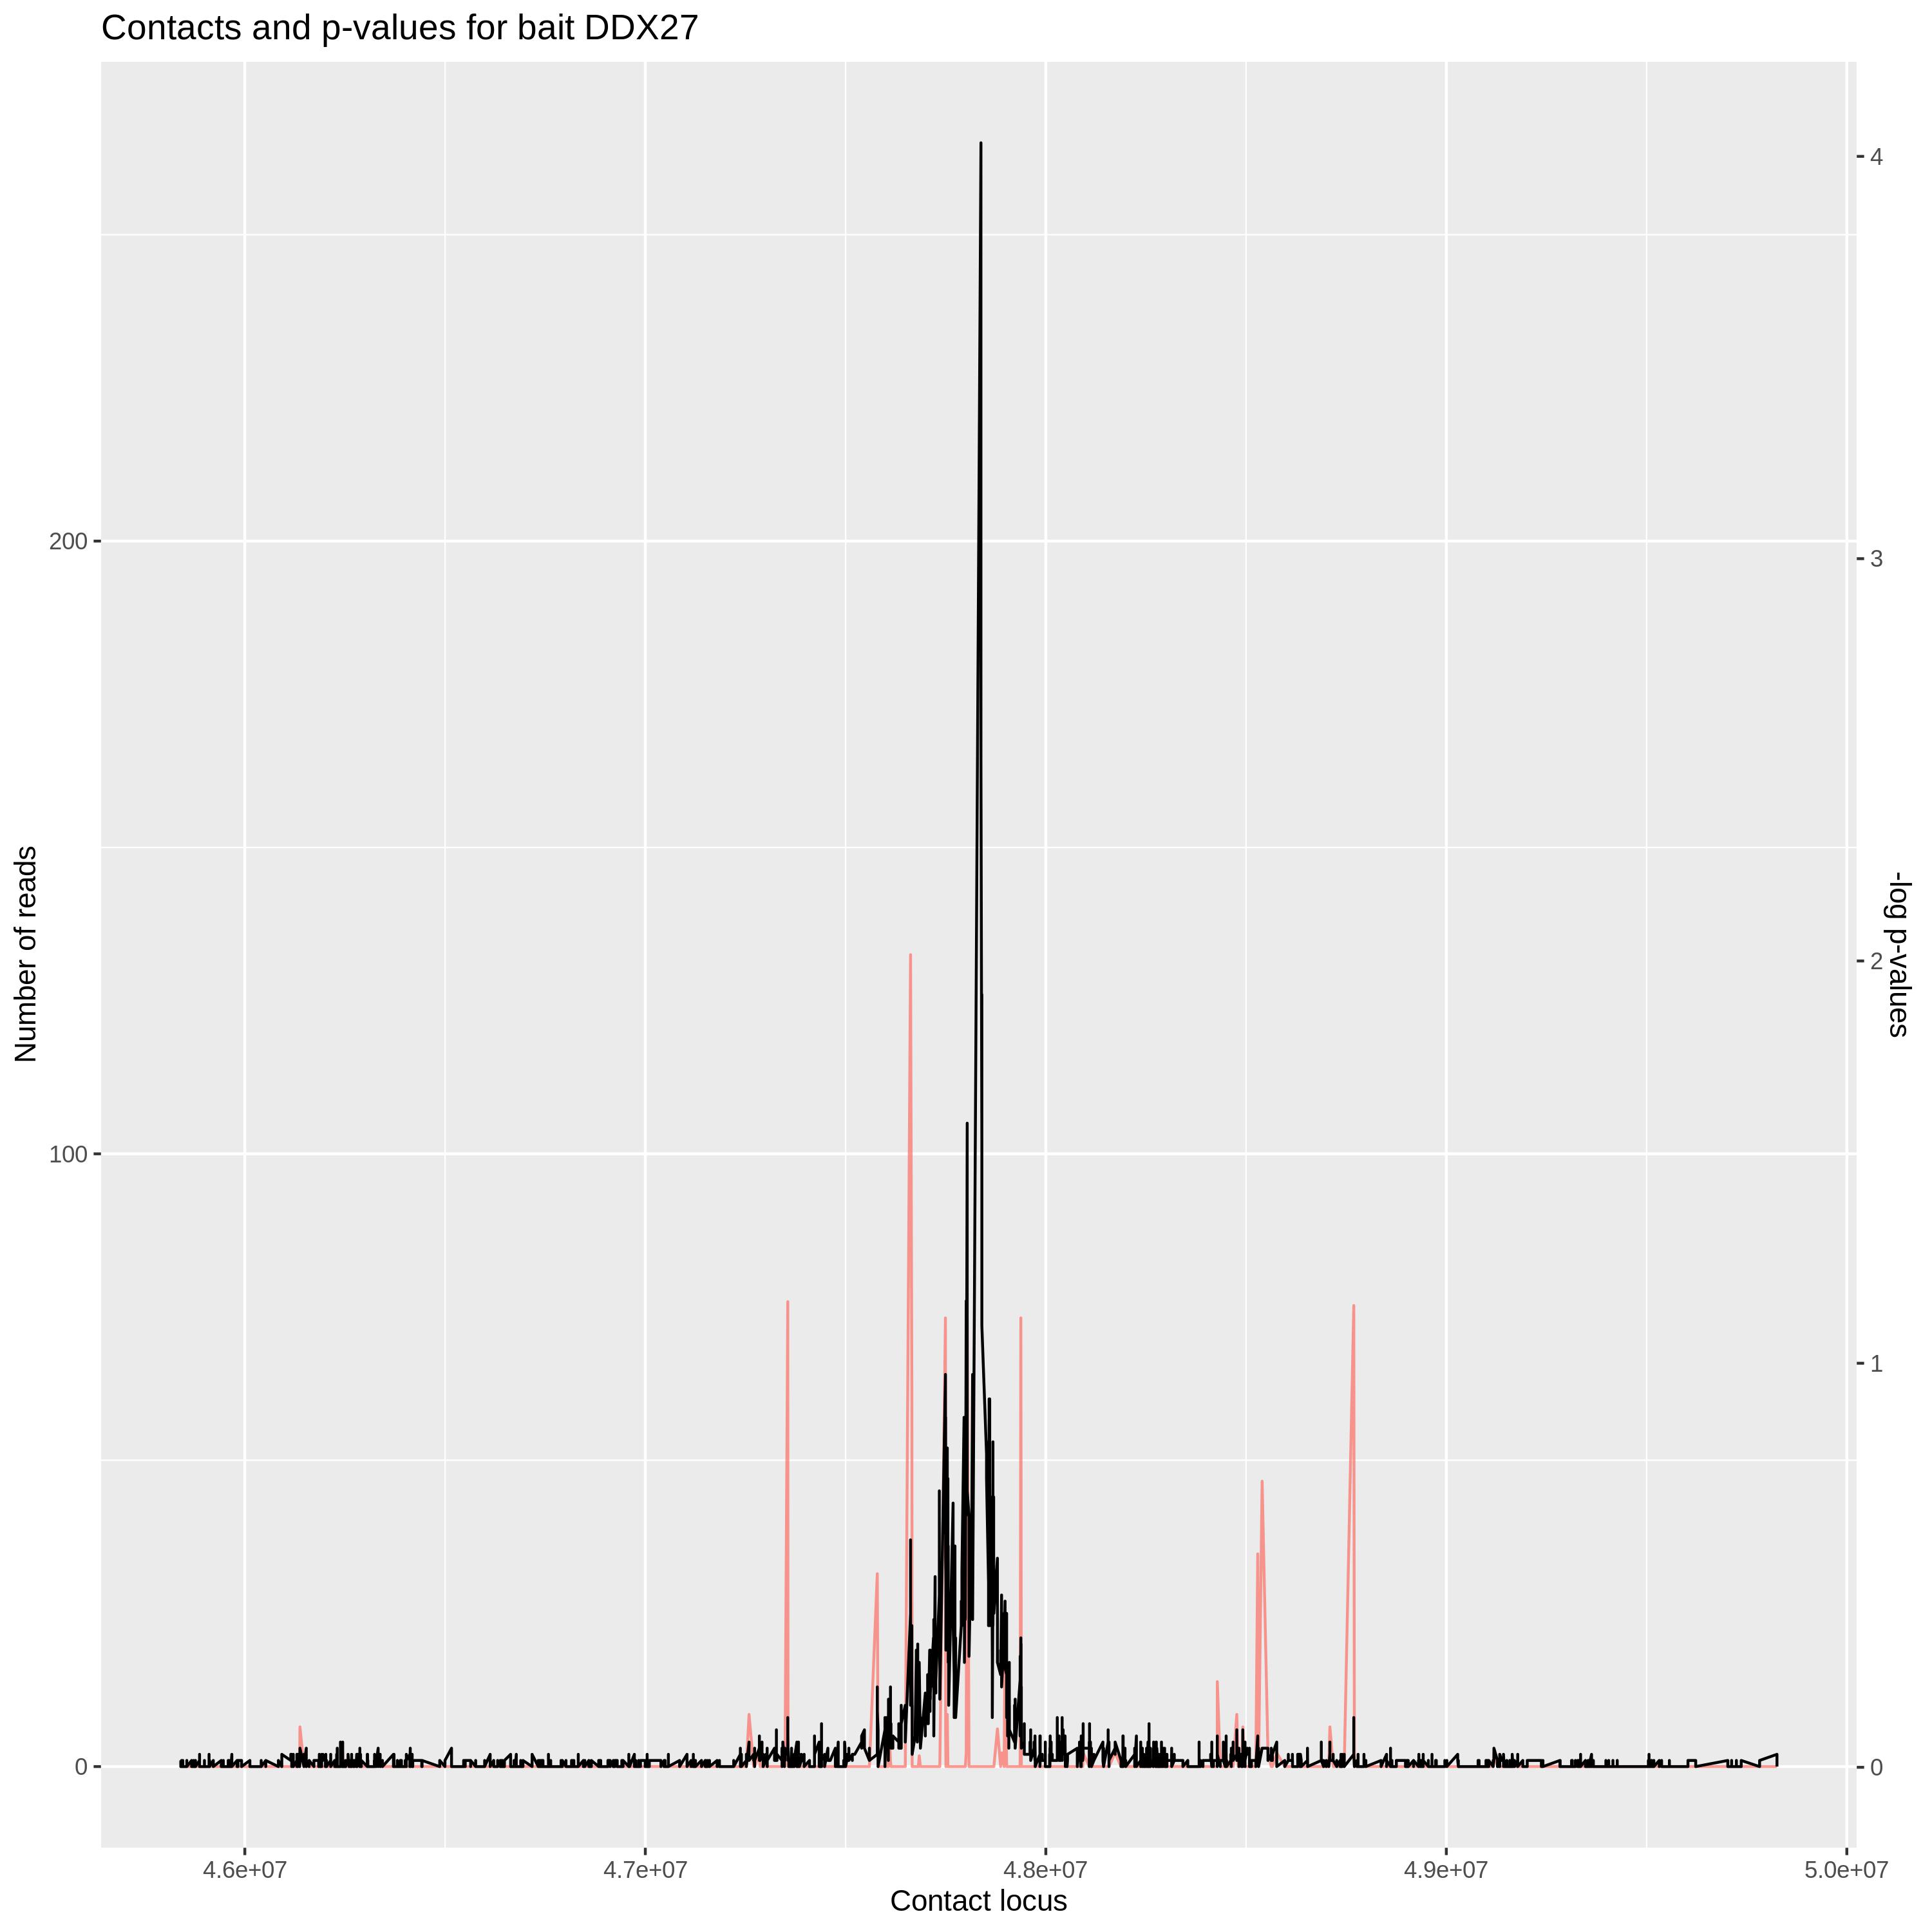 Contacts and p-values for bait DDX27
Number of reads
200
100
0
4
3
2
1
0
-log p-values
4.6e+07
4.7e+07
4.8e+07
4.9e+07
5.0e+07
Contact locus